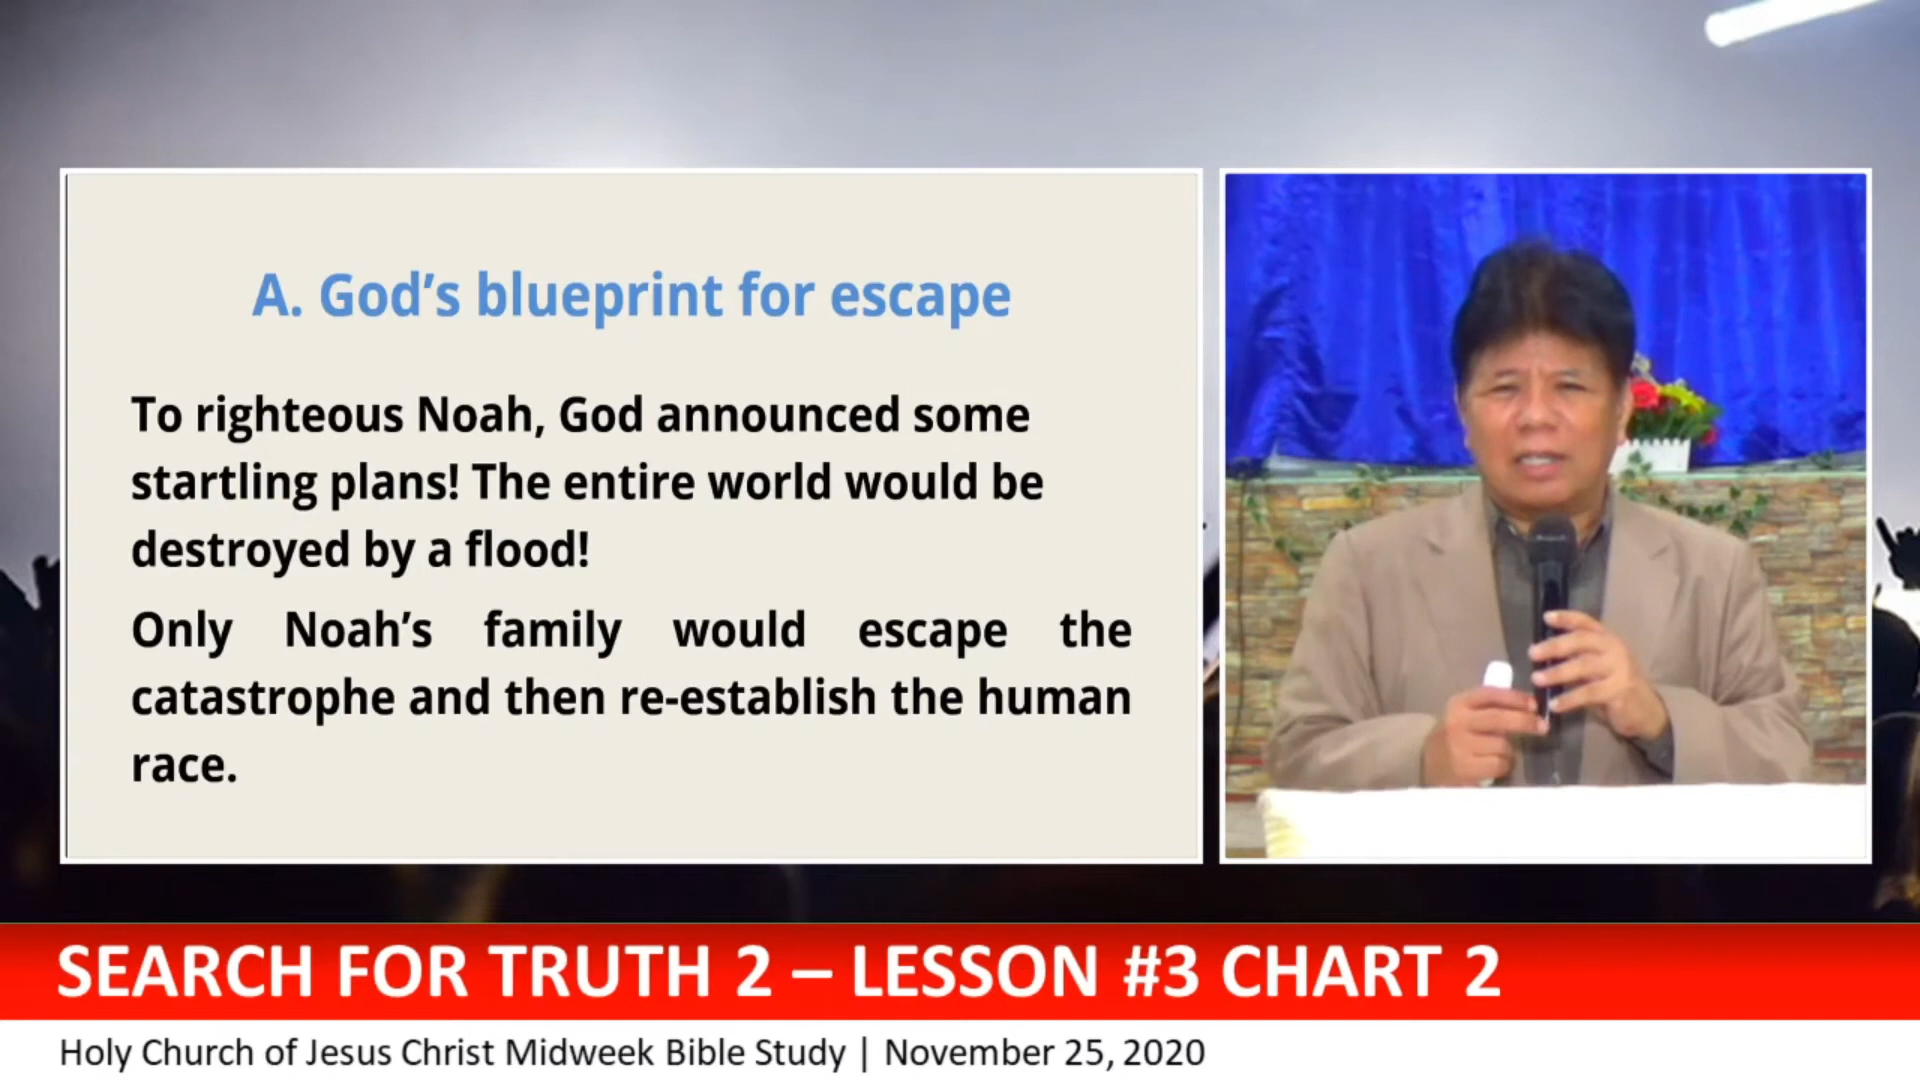 A. God’s blueprint for escape
To righteous Noah, God announced some
startling plans! The entire world would be
destroyed by a flood!
Only Noah’s family would escape the
catastrophe and then re-establish the human
race.
SEARCH FOR TRUTH 2 – LESSON #3 CHART 2
Holy Church of Jesus Christ Midweek Bible Study | November 25, 2020